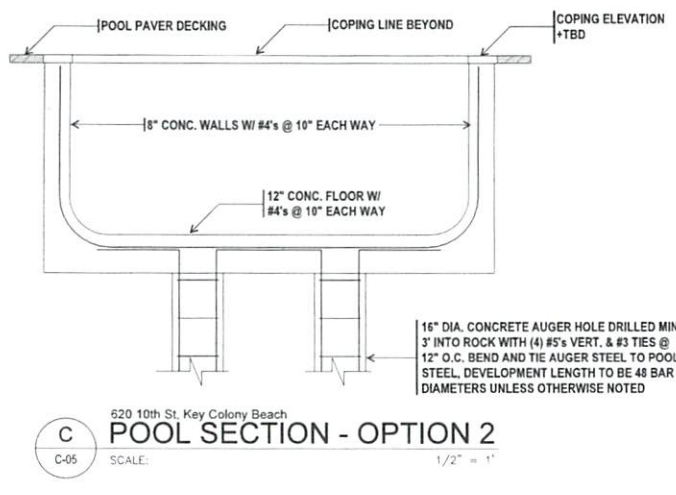 POOL PAVER DECKING
COPING LINE BEYOND
COPING ELEVATION
+TBD
8" CONC. WALLS W/ #4's @ 10" EACH WAY
12" CONC. FLOOR W/
#4's @ 10" EACH WAY
16" DIA. CONCRETE AUGER HOLE DRILLED MIN
3' INTO ROCK WITH (4) #5's VERT. & #3 TIES @
12" O.C. BEND AND TIE AUGER STEEL TO POOL
STEEL, DEVELOPMENT LENGTH TO BE 48 BAR
DIAMETERS UNLESS OTHERWISE NOTED
620 10th St, Key Colony Beach
C
POOL SECTION - OPTION 2
C-05
SCALE:
1/2" = 1'